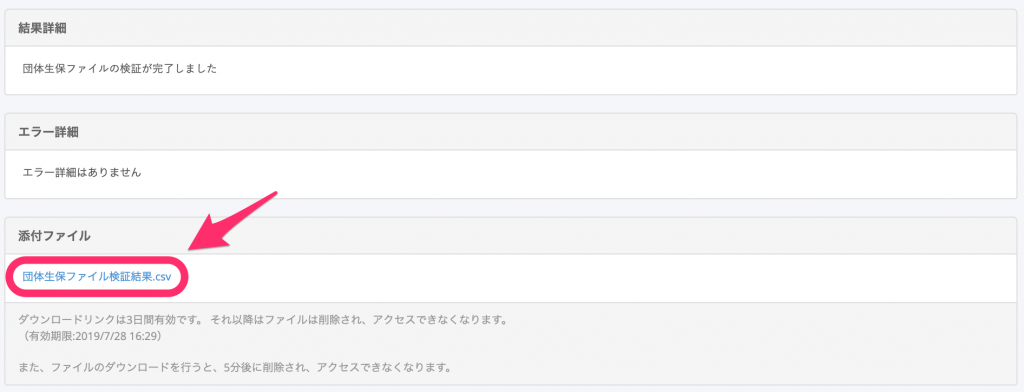 結果詳細
団体生保ファイルの検証が完了しました
エラー詳細
エラー詳細はありません
添付ファイル
団体生保ファイル検証結果.csv
ダウンロードリンクは3日間有効です。 それ以降はファイルは削除され、アクセスできなくなります。
（有効期限:2019/7/28 16:29）
また、ファイルのダウンロードを行うと、5分後に削除され、アクセスできなくなります。